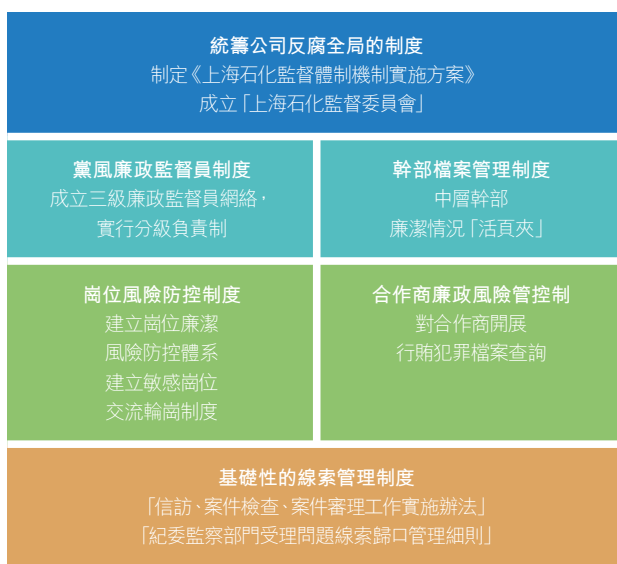 統籌公司反腐全局的制度
制定《上海石化監督體制機制實施方案》
成立「上海石化監督委員會」
黨風廉政監督員制度
成立三級廉政監督員網絡，
實行分級負責制
幹部檔案管理制度
中層幹部
廉潔情況「活頁夾」
崗位風險防控制度
建立崗位廉潔
風險防控體系
建立敏感崗位
交流輪崗制度
合作商廉政風險管控制
對合作商開展
行賄犯罪檔案查詢
基礎性的線索管理制度
「信訪、案件檢查、案件審理工作實施辦法」
「紀委監察部門受理問題線索歸口管理細則」